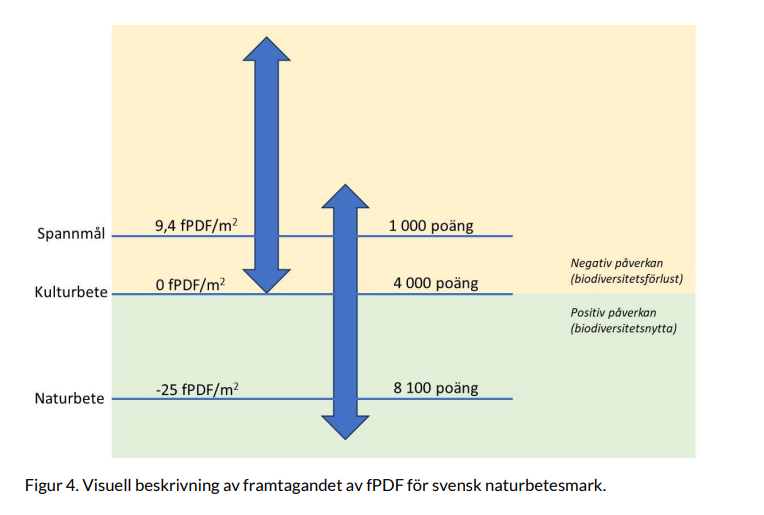 Spannmål 9,4 fPDF/m² 1 000 poäng
Negativ påverkan
(biodiversitetsförlust)
Kulturbete 0 fPDF/m² 4 000 poäng
Positiv påverkan
(biodiversitetsnytta)
Naturbete -25 fPDF/m² 8 100 poäng
Figur 4. Visuell beskrivning av framtagandet av fPDF för svensk naturbetesmark.